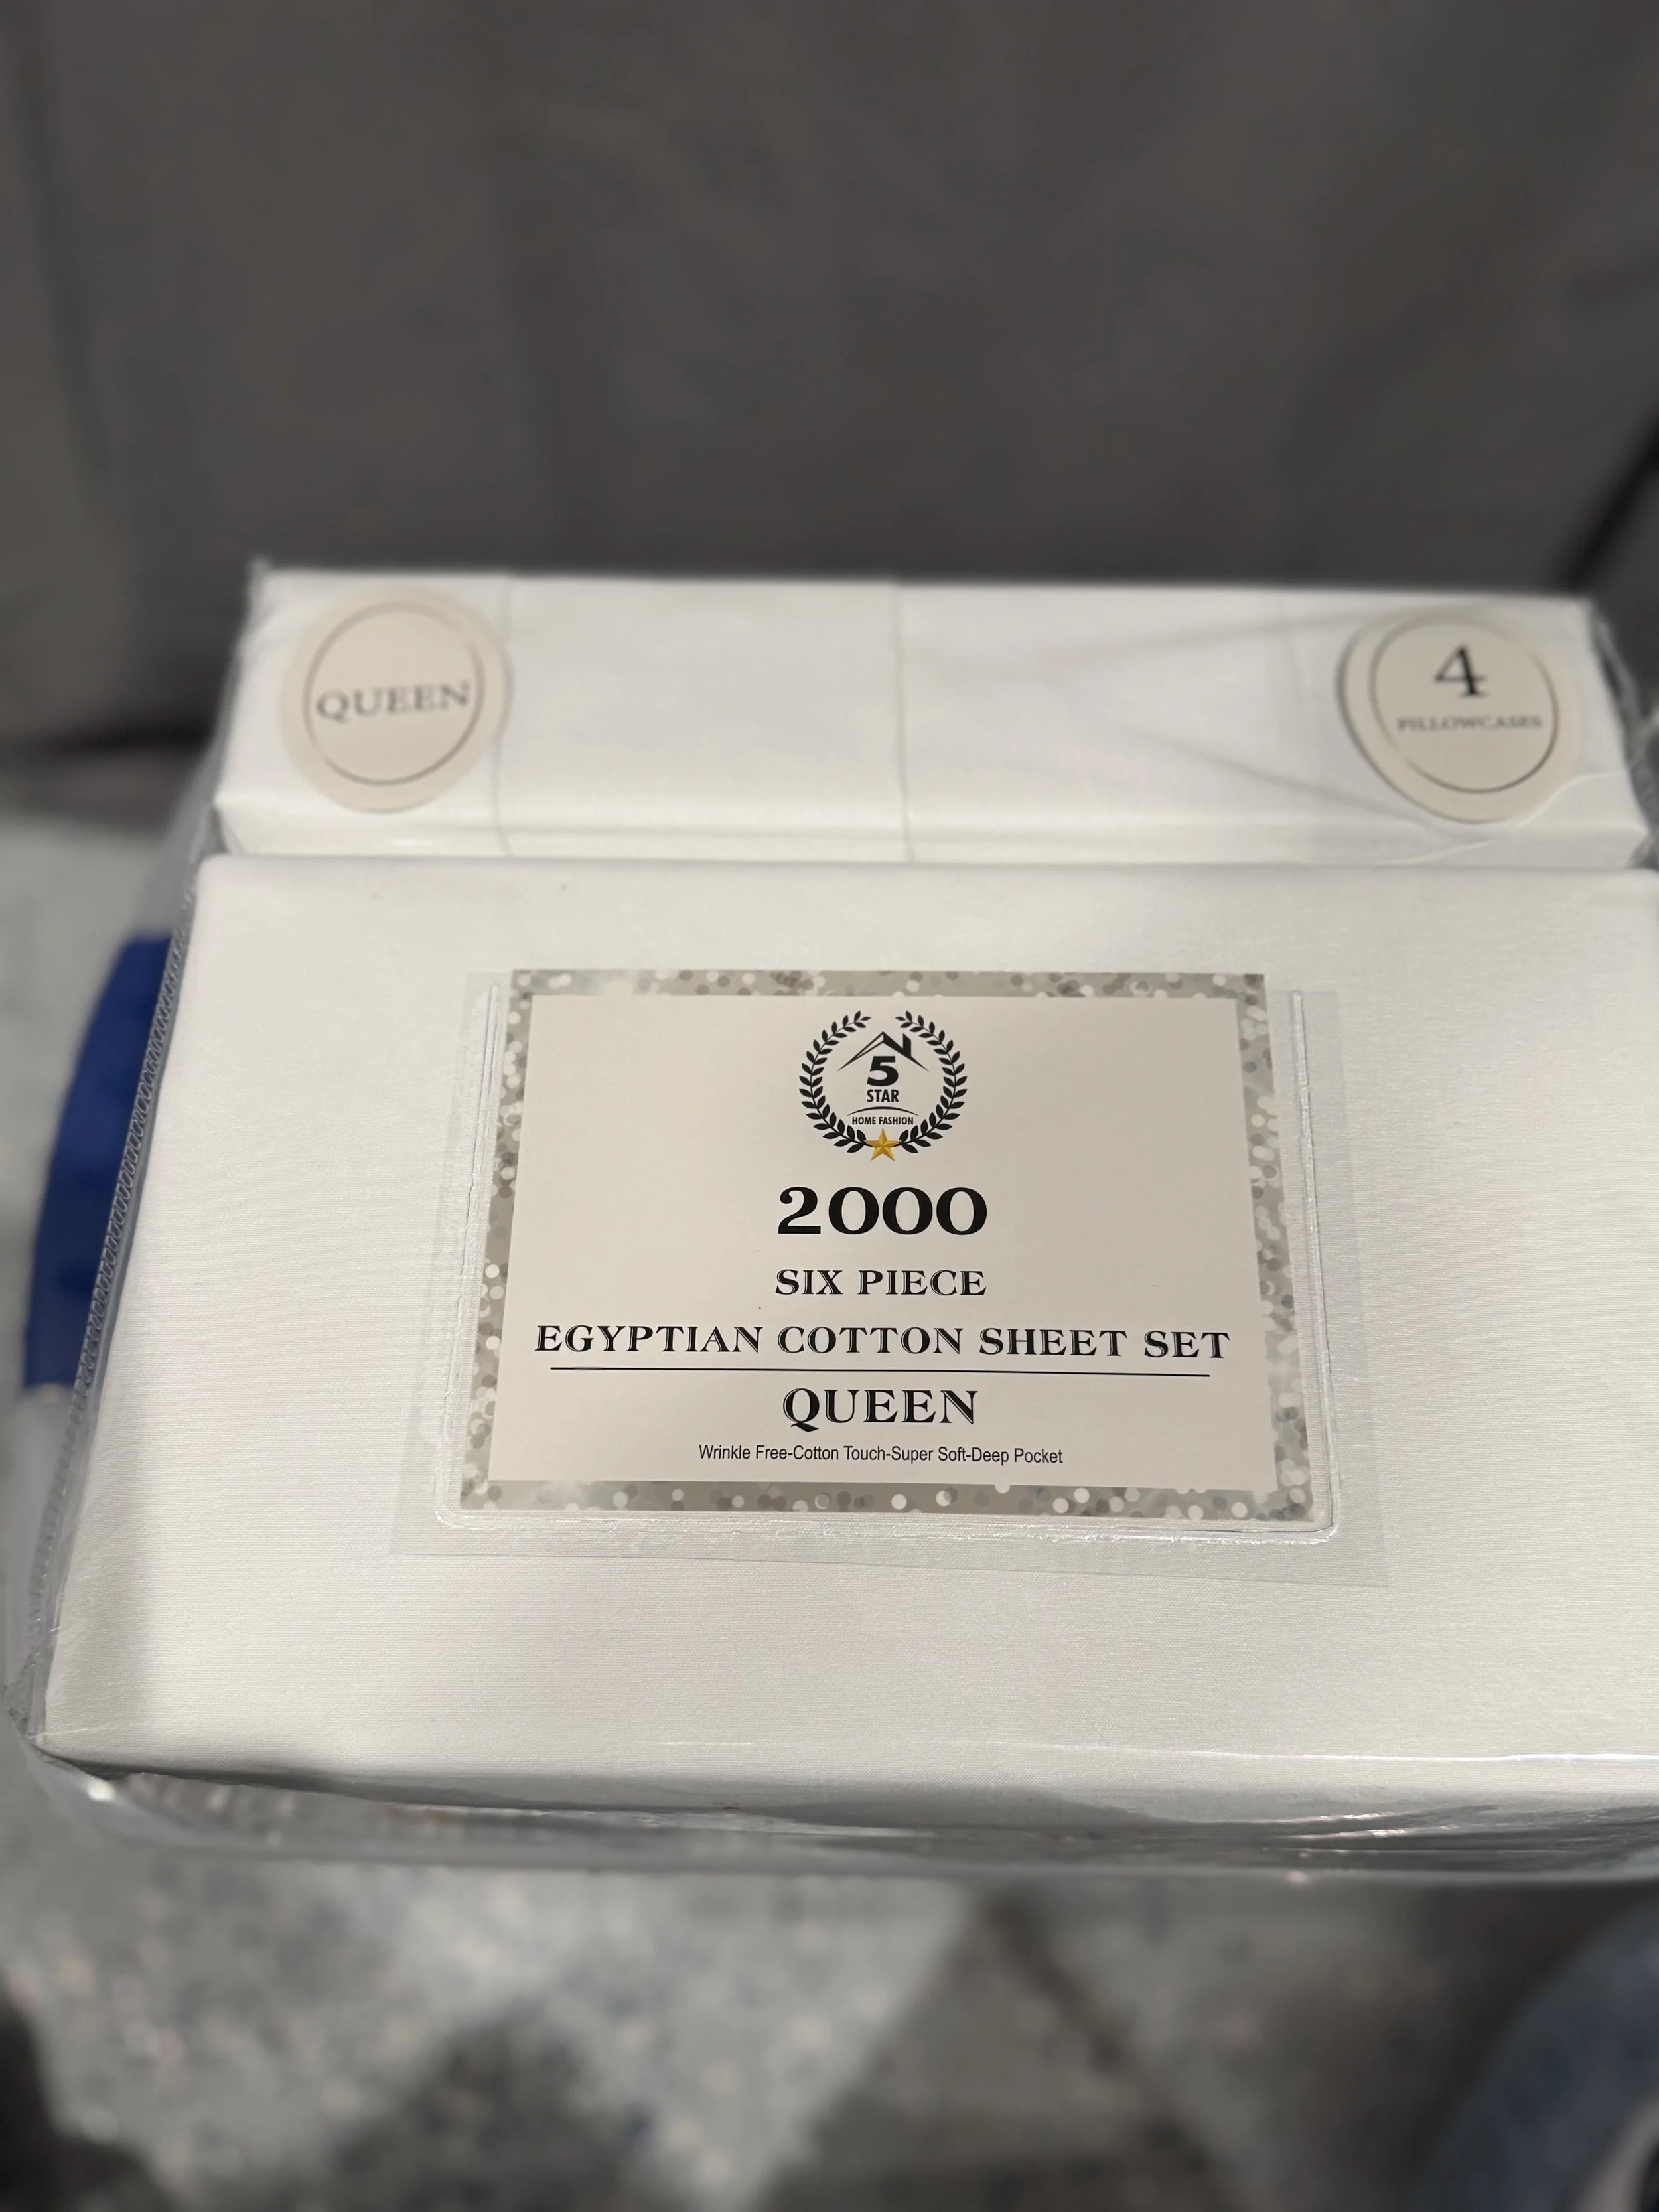 QUEEN
4
PILLOWCASES
5
STAR
HOME FASHION
2000
SIX PIECE
EGYPTIAN COTTON SHEET SET
QUEEN
Wrinkle Free-Cotton Touch-Super Soft-Deep Pocket